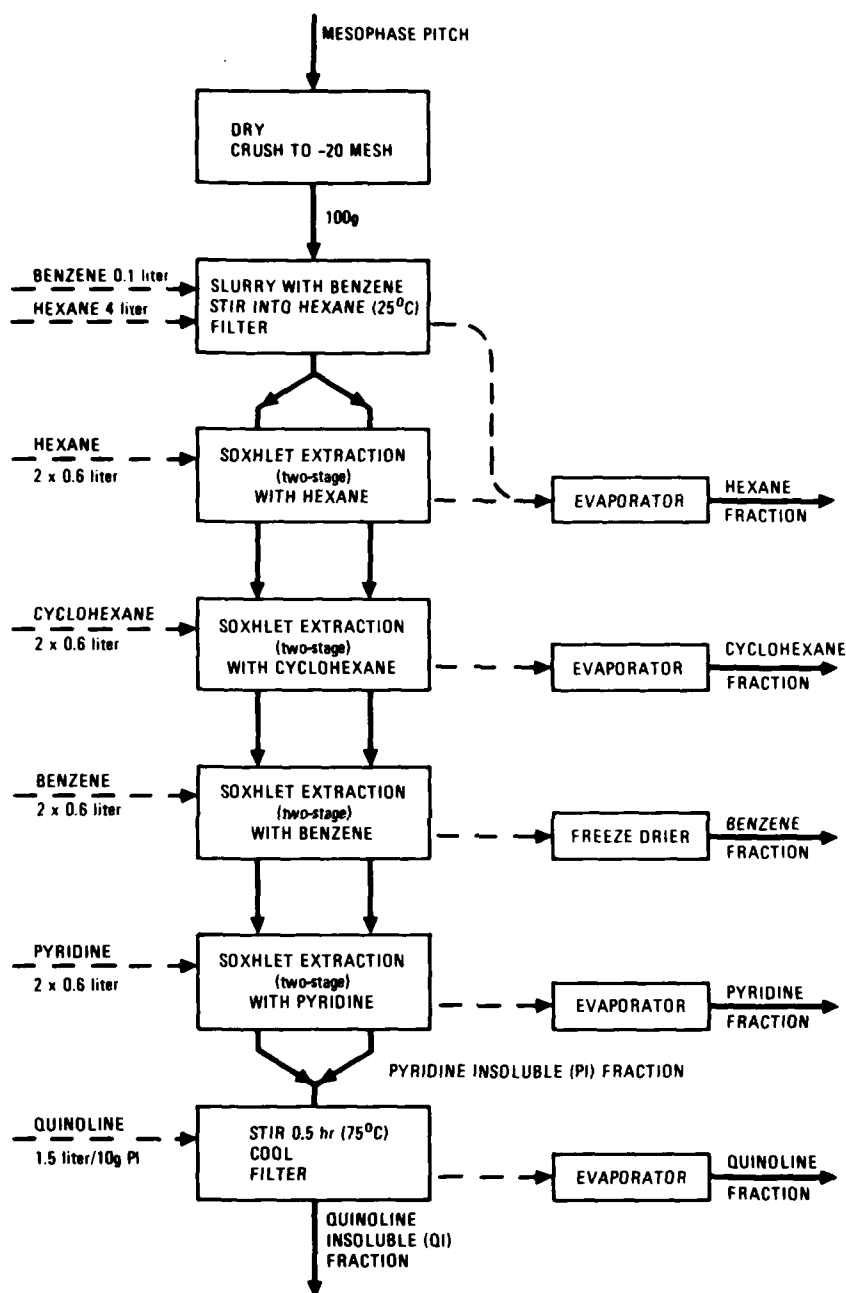 MESOPHASE PITCH
DRY
CRUSH TO -20 MESH
100g
BENZENE 0.1 liter
HEXANE 4 liter
SLURRY WITH BENZENE
STIR INTO HEXANE (25°C)
FILTER
HEXANE
2 x 0.6 liter
SOXHLET EXTRACTION
(two-stage)
WITH HEXANE
EVAPORATOR
HEXANE
FRACTION
CYCLOHEXANE
2 x 0.6 liter
SOXHLET EXTRACTION
(two-stage)
WITH CYCLOHEXANE
EVAPORATOR
CYCLOHEXANE
FRACTION
BENZENE
2 x 0.6 liter
SOXHLET EXTRACTION
(two-stage)
WITH BENZENE
FREEZE DRIER
BENZENE
FRACTION
PYRIDINE
2 x 0.6 liter
SOXHLET EXTRACTION
(two-stage)
WITH PYRIDINE
EVAPORATOR
PYRIDINE
FRACTION
PYRIDINE INSOLUBLE (PI) FRACTION
QUINOLINE
1.5 liter/10g PI
STIR 0.5 hr (75°C)
COOL
FILTER
EVAPORATOR
QUINOLINE
FRACTION
QUINOLINE
INSOLUBLE (QI)
FRACTION